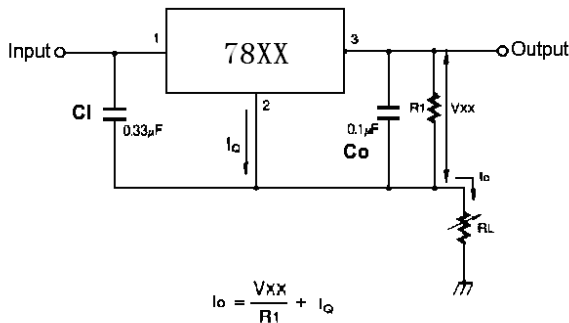 Input
1
78XX
3
Output
2
CI
0.33µF
IQ
0.1µF
Co
R1
Vxx
Io
RL
Io = Vxx / R1 + IQ